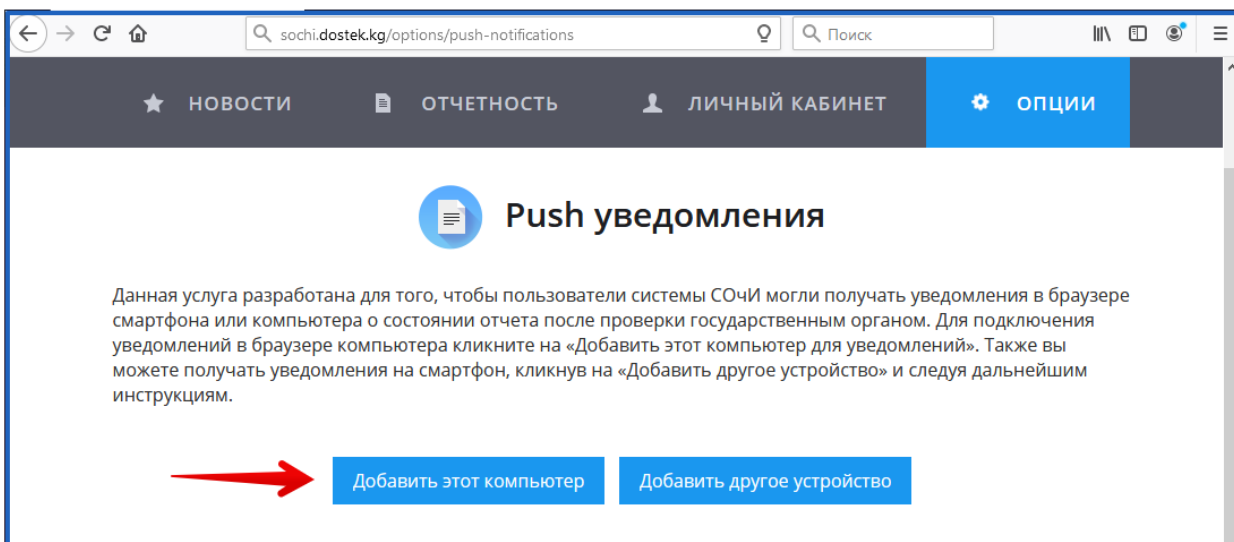 sochi.dostek.kg/options/push-notifications
Поиск
НОВОСТИ
ОТЧЕТНОСТЬ
ЛИЧНЫЙ КАБИНЕТ
ОПЦИИ
Push уведомления
Данная услуга разработана для того, чтобы пользователи системы СОчИ могли получать уведомления в браузере
смартфона или компьютера о состоянии отчета после проверки государственным органом. Для подключения
уведомлений в браузере компьютера кликните на «Добавить этот компьютер для уведомлений». Также вы
можете получать уведомления на смартфон, кликнув на «Добавить другое устройство» и следуя дальнейшим
инструкциям.
Добавить этот компьютер
Добавить другое устройство